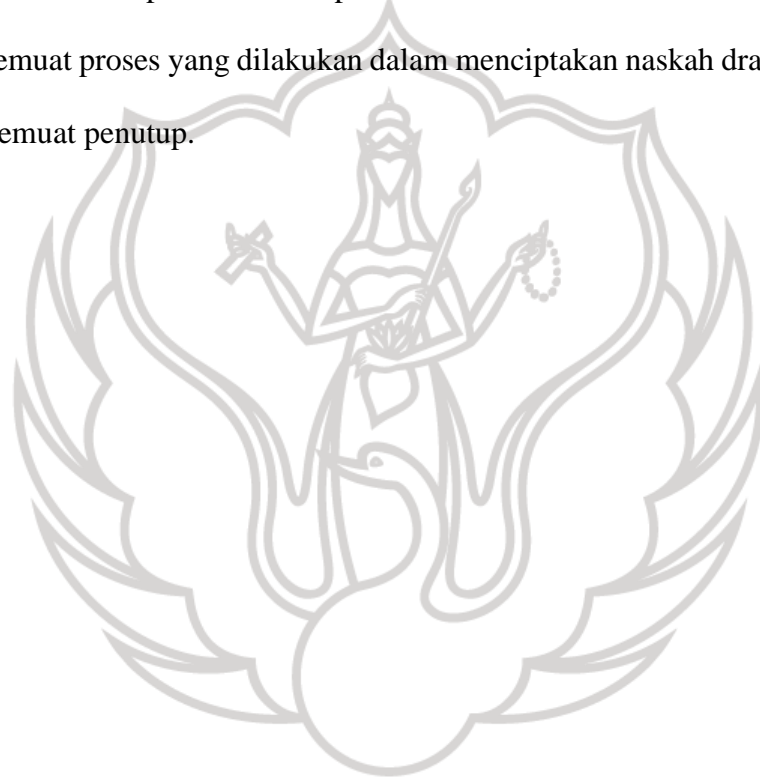 emuat proses yang dilakukan dalam menciptakan naskah dra
emuat penutup.